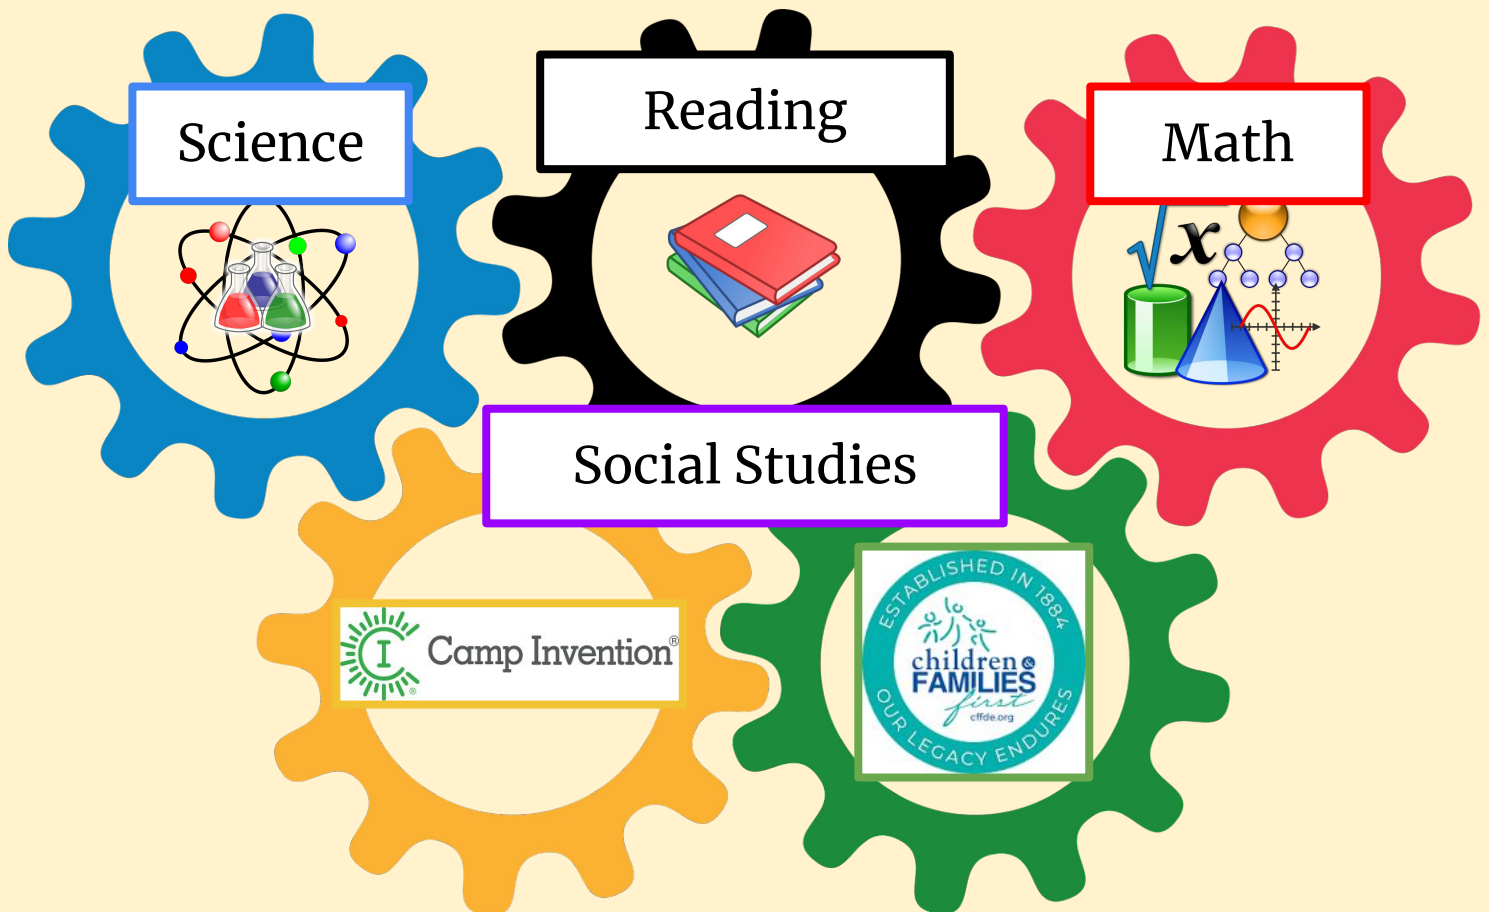 Science
Reading
Math
x
Social Studies
Camp Invention®
I
®
ESTABLISHED IN 1884
children &
FAMILIES
first
cffde.org
OUR LEGACY ENDURES